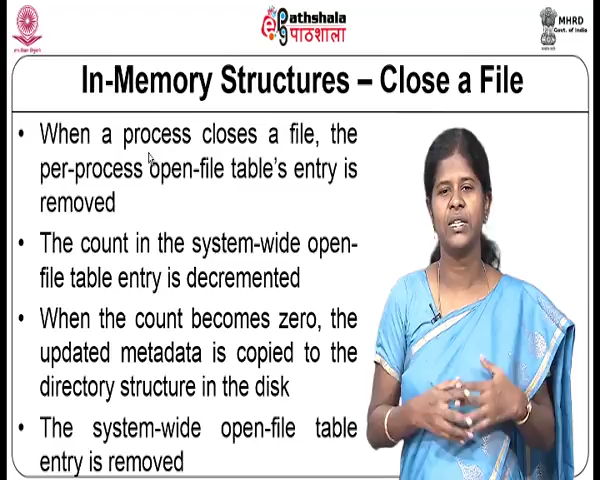 ePathshala
पाठशाला
MHRD
Govt. of India
In-Memory Structures – Close a File
• When a process closes a file, the
per-process open-file table's entry is
removed
• The count in the system-wide open-
file table entry is decremented
• When the count becomes zero, the
updated metadata is copied to the
directory structure in the disk
• The system-wide open-file table
entry is removed